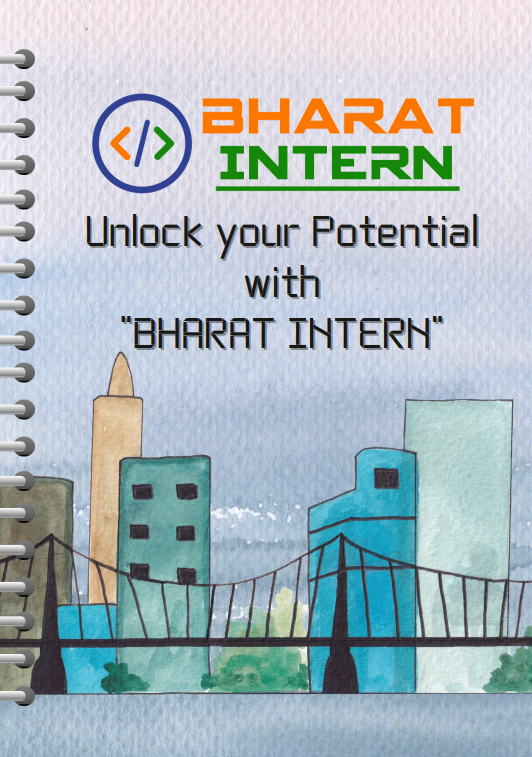 </>
BHARAT
INTERN
Unlock your Potential
with
"BHARAT INTERN"